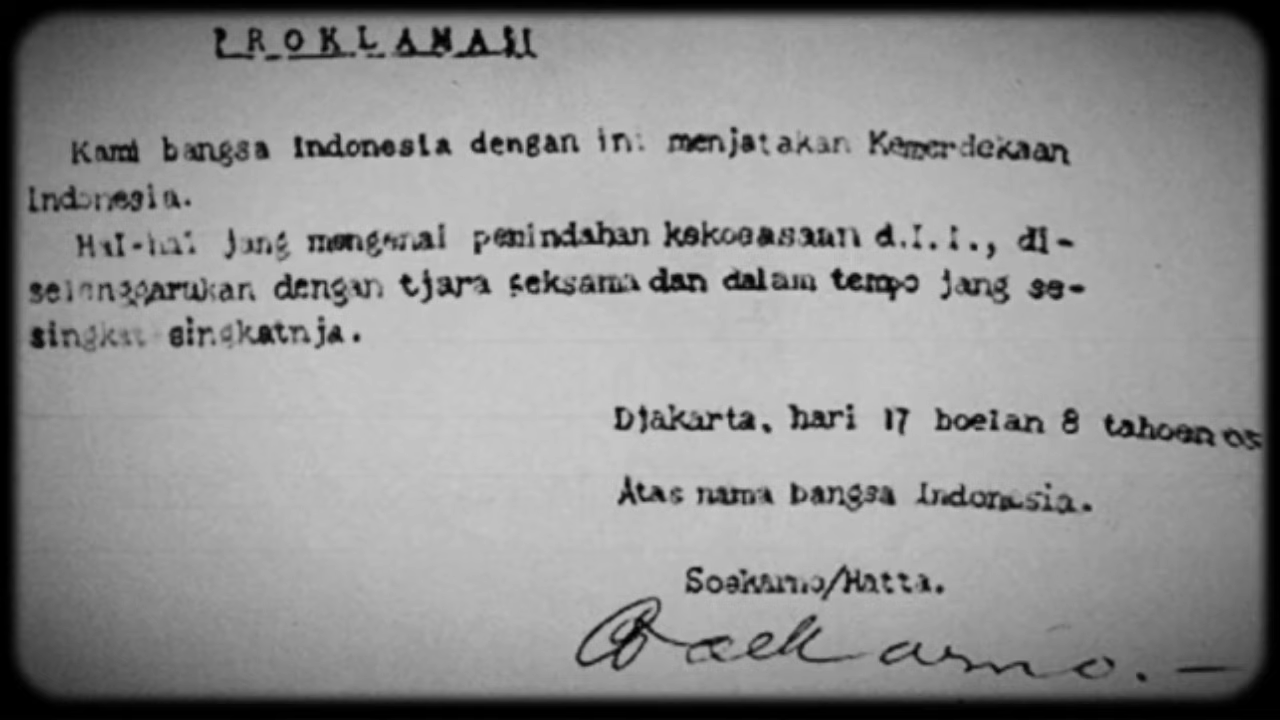 PROKLAMASI
Kami bangsa Indonesia dengan ini menjatakan Kemerdekaan
Indonesia.
Hal-hal jang mengenai pemindahan kekoeasaan d.l.l., di-
selenggarakan dengan tjara seksama dan dalam tempo jang se-
singkat-singkatnja.
Djakarta, hari 17 boelan 8 tahoen 05
Atas nama bangsa Indonesia.
Soekarno/Hatta.
Soekarno.-